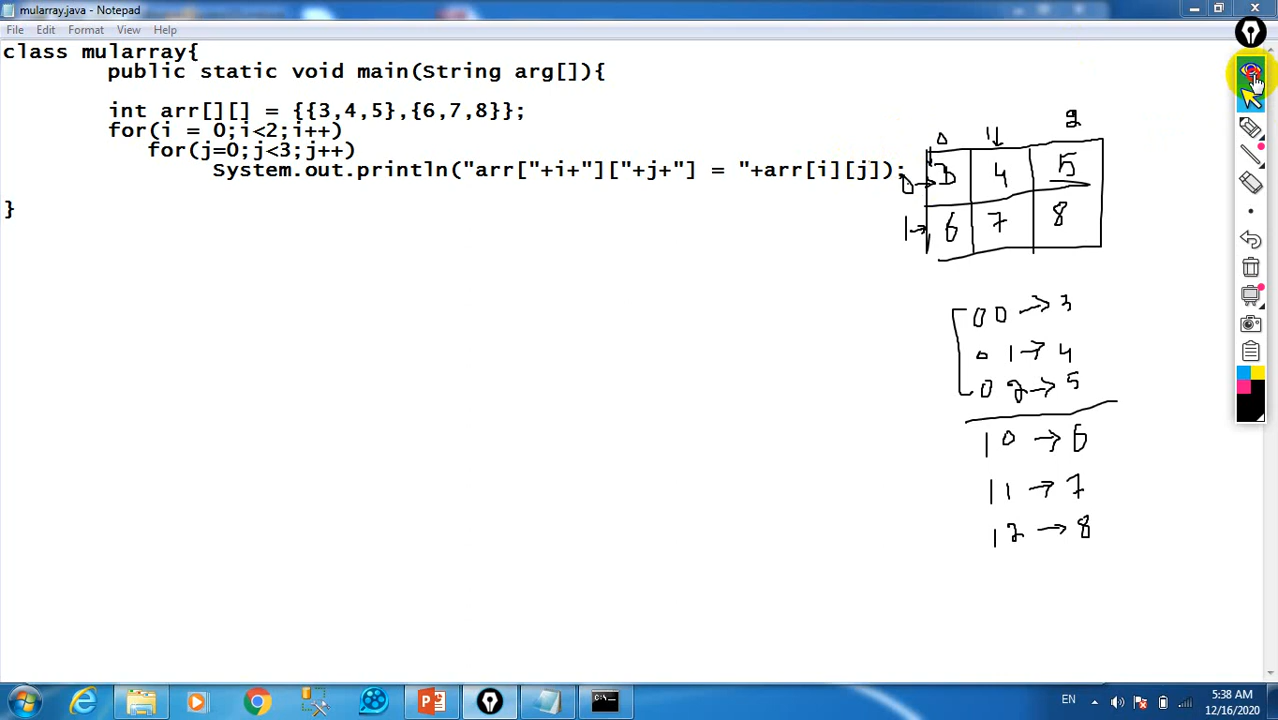 mularray.java - Notepad
File Edit Format View Help
class mularray{
public static void main(String arg[]){
int arr[][] = {{3,4,5},{6,7,8}};
for(i = 0;i<2;i++)
for(j=0;j<3;j++)
System.out.println("arr["+i+"]["+j+"] = "+arr[i][j]);
}
0 1 2
0→ 3 4 5
1→ 6 7 8
0 0 → 3
0 1 → 4
0 2 → 5
1 0 → 6
1 1 → 7
1 2 → 8
EN
5:38 AM
12/16/2020